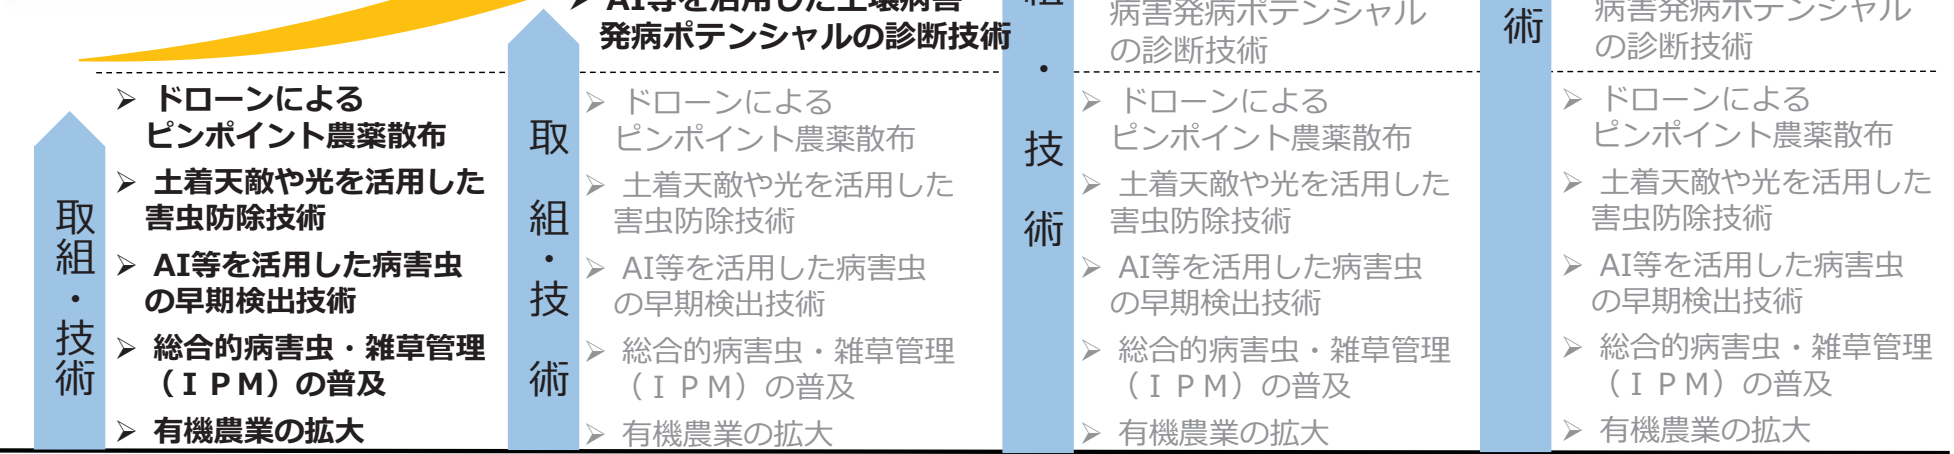 取組・技術
➢ ドローンによる
ピンポイント農薬散布
➢ 土着天敵や光を活用した
害虫防除技術
➢ AI等を活用した病害虫
の早期検出技術
➢ 総合的病害虫・雑草管理
（ＩＰＭ）の普及
➢ 有機農業の拡大
取組・技術
➢ AI等を活用した土壌病害
発病ポテンシャルの診断技術
➢ ドローンによる
ピンポイント農薬散布
➢ 土着天敵や光を活用した
害虫防除技術
➢ AI等を活用した病害虫
の早期検出技術
➢ 総合的病害虫・雑草管理
（ＩＰＭ）の普及
➢ 有機農業の拡大
組・技術
病害発病ポテンシャル
の診断技術
➢ ドローンによる
ピンポイント農薬散布
➢ 土着天敵や光を活用した
害虫防除技術
➢ AI等を活用した病害虫
の早期検出技術
➢ 総合的病害虫・雑草管理
（ＩＰＭ）の普及
➢ 有機農業の拡大
術
病害発病ポテンシャル
の診断技術
➢ ドローンによる
ピンポイント農薬散布
➢ 土着天敵や光を活用した
害虫防除技術
➢ AI等を活用した病害虫
の早期検出技術
➢ 総合的病害虫・雑草管理
（ＩＰＭ）の普及
➢ 有機農業の拡大